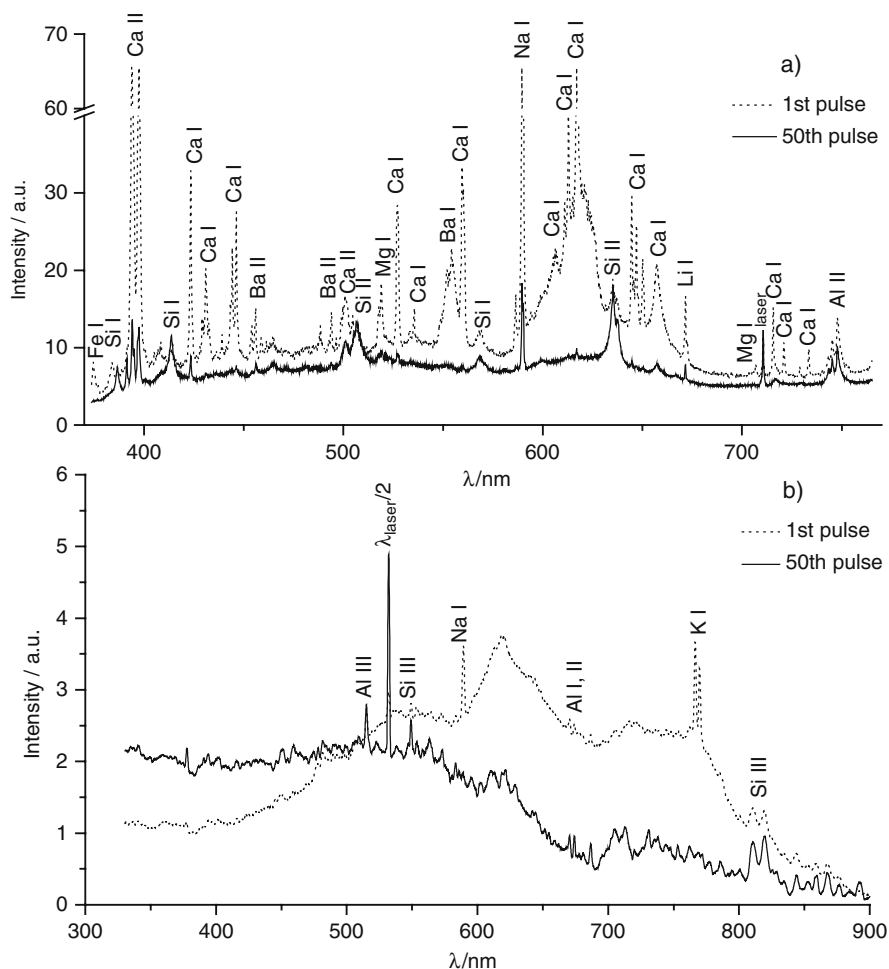 Intensity / a.u.
70
60
30
20
10
0
400
500
600
700
λ/nm
a)
1st pulse
50th pulse
Fe I
Si I
Ca II
Si I
Ca I
Ca I
Ca I
Ba II
Ba II
Ca II
Si II
Mg I
Ca I
Ca I
Ba I
Ca I
Si I
Na I
Ca I
Ca I
Ca I
Si II
Ca I
Ca I
Li I
Mg I
laser
Ca I
Ca I
Ca I
Al II
Intensity / a.u.
6
5
4
3
2
1
0
300
400
500
600
700
800
900
λ/nm
b)
1st pulse
50th pulse
Al III
λlaser/2
Si III
Na I
Al I, II
K I
Si III